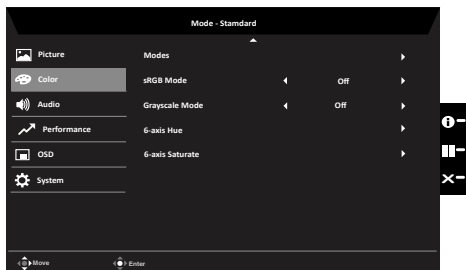 Mode - Stamdard
Picture
Modes
Color
sRGB Mode
Off
Audio
Grayscale Mode
Off
Performance
6-axis Hue
OSD
6-axis Saturate
System
Move
Enter